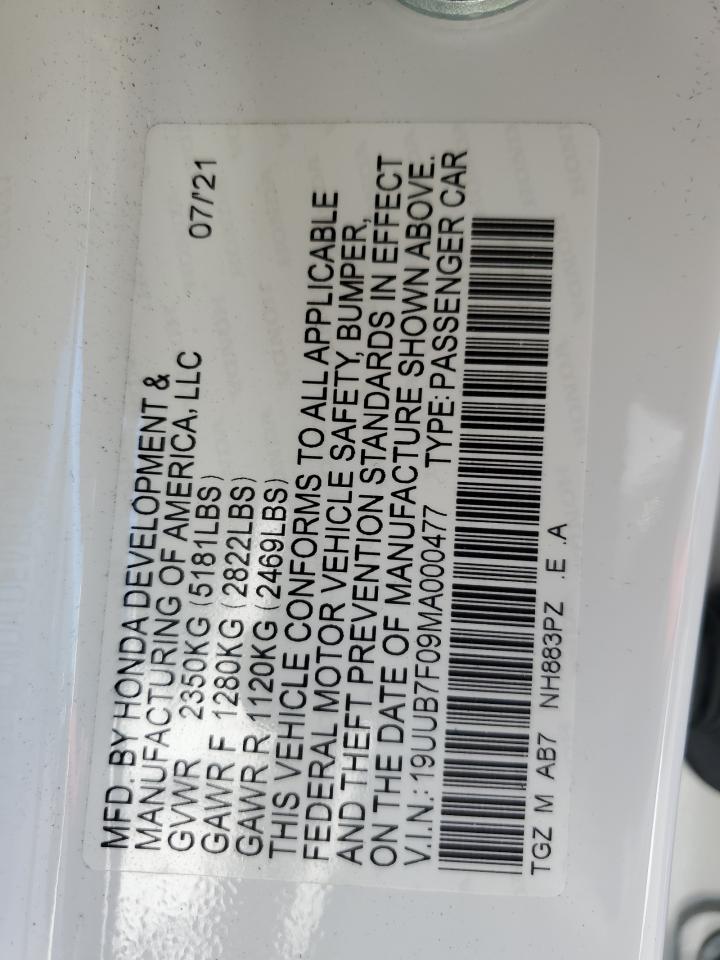 MFD. BY HONDA DEVELOPMENT &
MANUFACTURING OF AMERICA, LLC 07/'21
GVWR 2350KG (5181LBS)
GAWR F 1280KG (2822LBS)
GAWR R 1120KG (2469LBS)
THIS VEHICLE CONFORMS TO ALL APPLICABLE
FEDERAL MOTOR VEHICLE SAFETY, BUMPER,
AND THEFT PREVENTION STANDARDS IN EFFECT
ON THE DATE OF MANUFACTURE SHOWN ABOVE.
V.I.N.: 19UUB7F09MA000477 TYPE: PASSENGER CAR
TGZ M AB7 NH883PZ .E .A